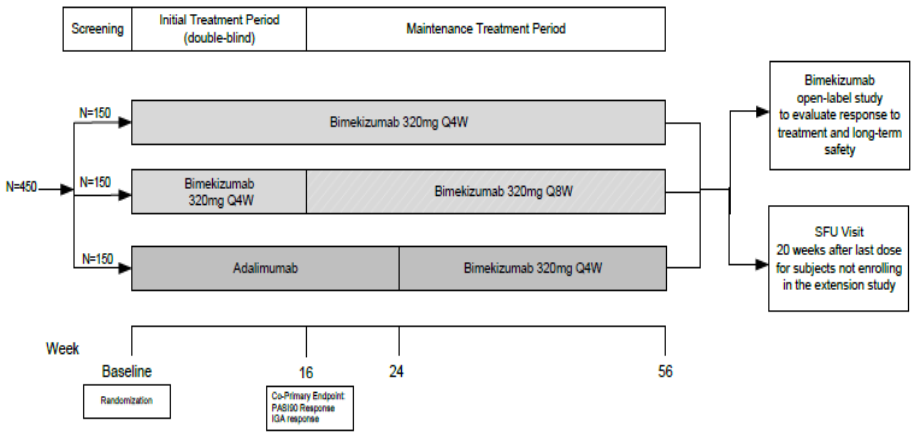 Screening
Initial Treatment Period
(double-blind)
Maintenance Treatment Period
N=450
N=150
Bimekizumab 320mg Q4W
N=150
Bimekizumab
320mg Q4W
Bimekizumab 320mg Q8W
N=150
Adalimumab
Bimekizumab 320mg Q4W
Bimekizumab
open-label study
to evaluate response to
treatment and long-term
safety
SFU Visit
20 weeks after last dose
for subjects not enrolling
in the extension study
Week
Baseline
16
24
56
Randomization
Co-Primary Endpoint
PASI90 Response
IGA response